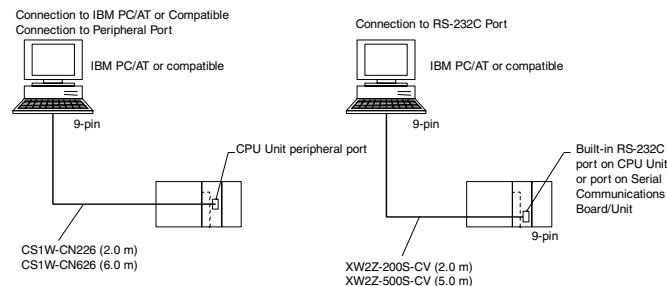 Connection to IBM PC/AT or Compatible
Connection to Peripheral Port
IBM PC/AT or compatible
9-pin
CPU Unit peripheral port
CS1W-CN226 (2.0 m)
CS1W-CN626 (6.0 m)
Connection to RS-232C Port
IBM PC/AT or compatible
9-pin
Built-in RS-232C
port on CPU Unit
or port on Serial
Communications
Board/Unit
9-pin
XW2Z-200S-CV (2.0 m)
XW2Z-500S-CV (5.0 m)